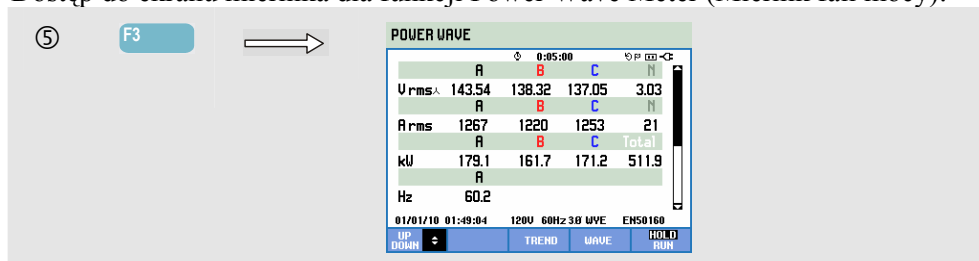 Dostęp do ekranu miernika dla funkcji Power Wave Meter (Miernik fali mocy):
⑤ F3
POWER WAVE
0:05:00
A B C N
Vrms⅄ 143.54 138.32 137.05 3.03
A B C N
Arms 1267 1220 1253 21
A B C Total
kW 179.1 161.7 171.2 511.9
A
Hz 60.2
01/01/10 01:49:04 120V 60Hz 3Ø WYE EN50160
UP DOWN TREND WAVE HOLD RUN